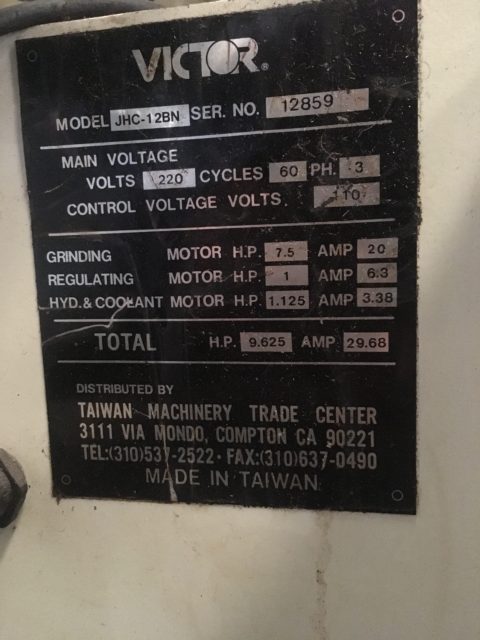 VICTOR®
MODEL JHC-12BN SER. NO. 12859
MAIN VOLTAGE
VOLTS 220 CYCLES 60 PH. 3
CONTROL VOLTAGE VOLTS. 110
GRINDING MOTOR H.P. 7.5 AMP 20
REGULATING MOTOR H.P. 1 AMP 6.3
HYD.& COOLANT MOTOR H.P. 1.125 AMP 3.38
TOTAL H.P. 9.625 AMP 29.68
DISTRIBUTED BY
TAIWAN MACHINERY TRADE CENTER
3111 VIA MONDO, COMPTON CA 90221
TEL:(310)537-2522 · FAX:(310)637-0490
MADE IN TAIWAN